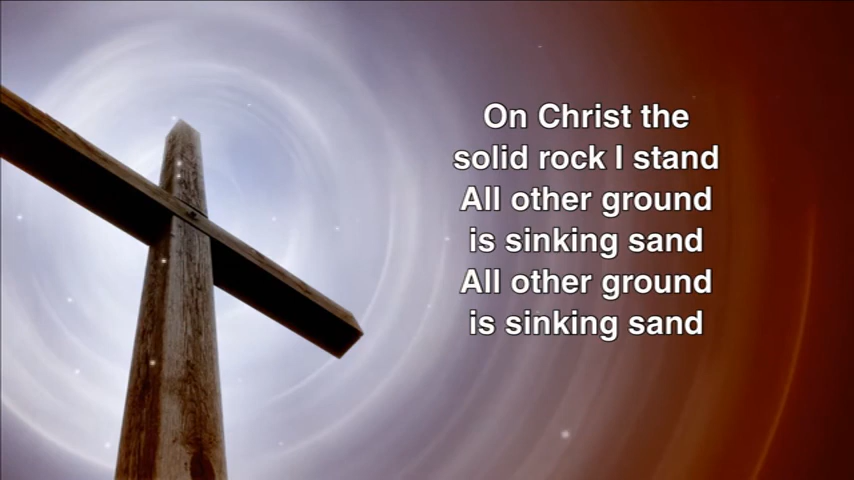 On Christ the
solid rock I stand
All other ground
is sinking sand
All other ground
is sinking sand